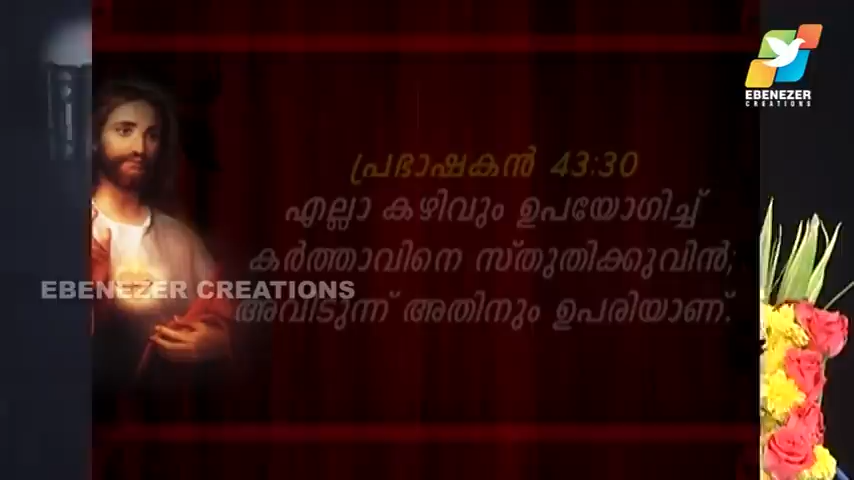 EBENEZER
CREATIONS
പ്രഭാഷകൻ 43:30
എല്ലാ കഴിവും ഉപയോഗിച്ച്
കർത്താവിനെ സ്തുതിക്കുവിൻ;
EBENEZER CREATIONS
അവിടുന്ന് അതിനും ഉപരിയാണ്.